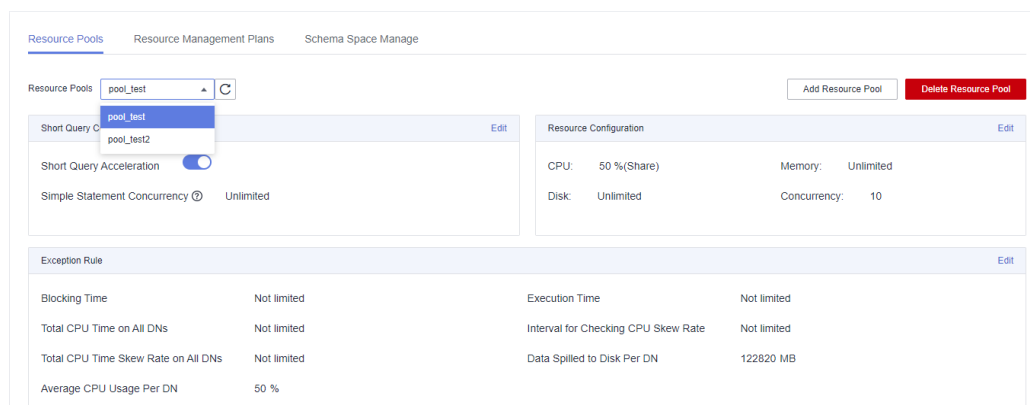 Resource Pools Resource Management Plans Schema Space Manage
Resource Pools pool_test Add Resource Pool Delete Resource Pool
pool_test
pool_test2
Short Query C Edit
Resource Configuration Edit
Short Query Acceleration
CPU: 50 %(Share) Memory: Unlimited
Simple Statement Concurrency ? Unlimited
Disk: Unlimited Concurrency: 10
Exception Rule Edit
Blocking Time Not limited Execution Time Not limited
Total CPU Time on All DNs Not limited Interval for Checking CPU Skew Rate Not limited
Total CPU Time Skew Rate on All DNs Not limited Data Spilled to Disk Per DN 122820 MB
Average CPU Usage Per DN 50 %